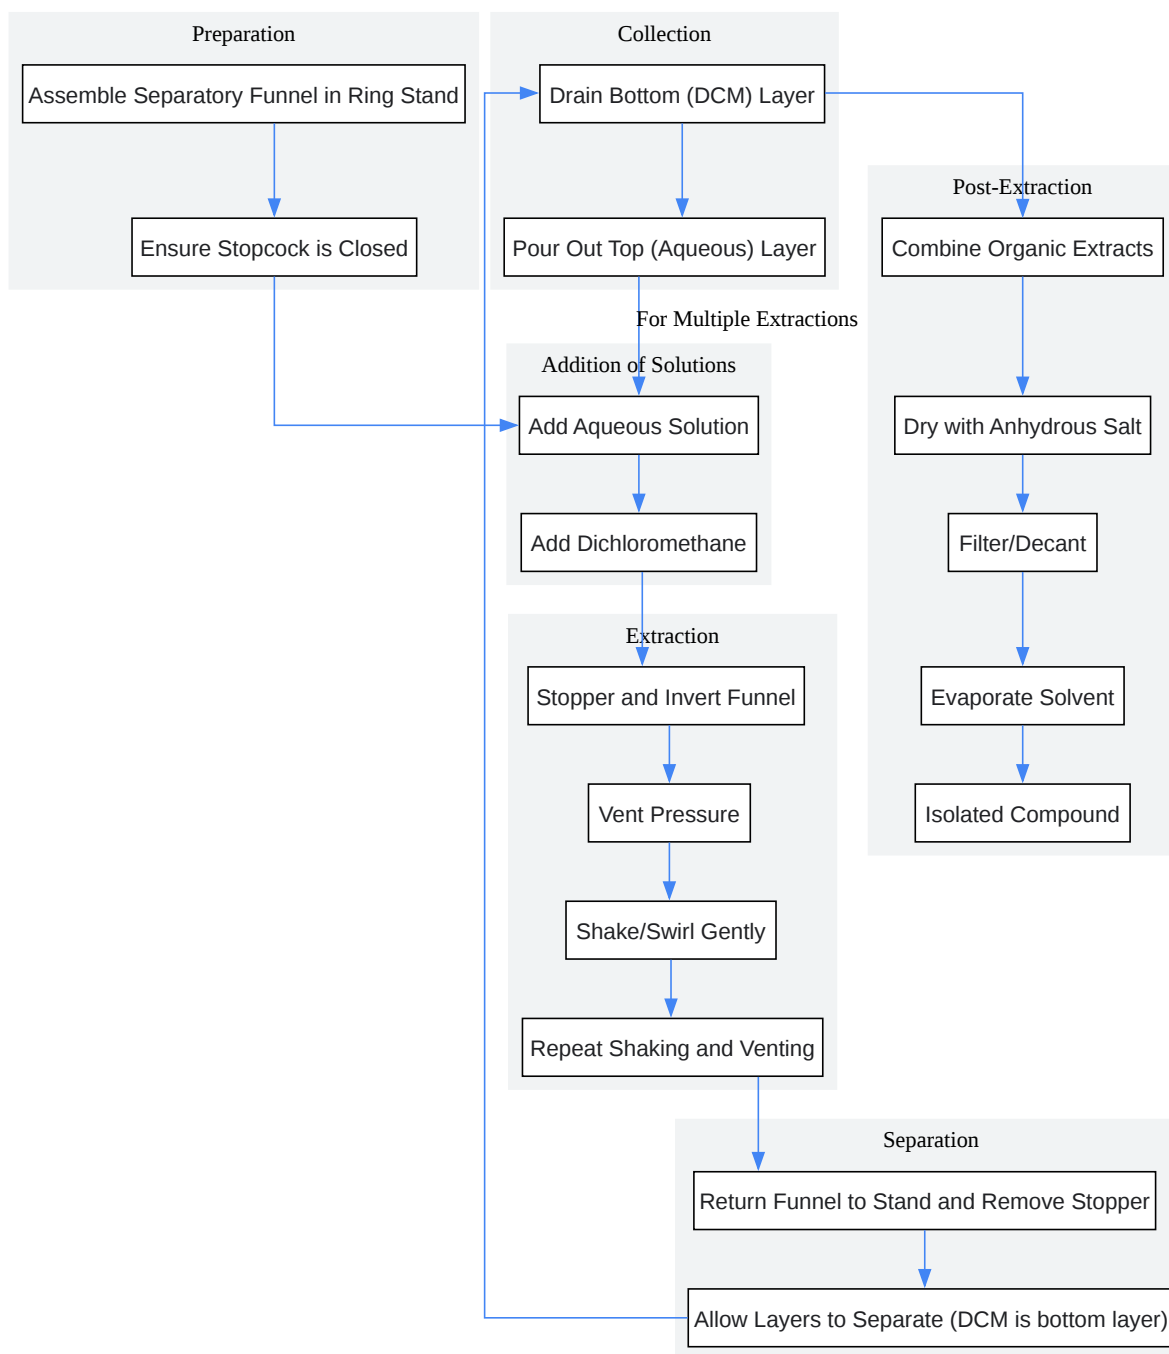 Preparation
Assemble Separatory Funnel in Ring Stand
Ensure Stopcock is Closed
Collection
Drain Bottom (DCM) Layer
Pour Out Top (Aqueous) Layer
For Multiple Extractions
Addition of Solutions
Add Aqueous Solution
Add Dichloromethane
Extraction
Stopper and Invert Funnel
Vent Pressure
Shake/Swirl Gently
Repeat Shaking and Venting
Separation
Return Funnel to Stand and Remove Stopper
Allow Layers to Separate (DCM is bottom layer)
Post-Extraction
Combine Organic Extracts
Dry with Anhydrous Salt
Filter/Decant
Evaporate Solvent
Isolated Compound